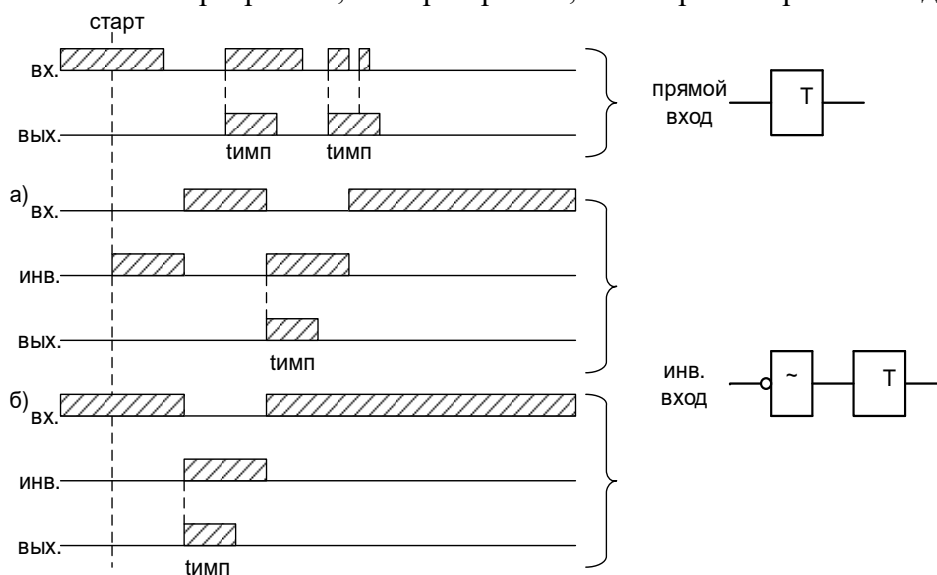 старт
вх.
вых.
tимп tимп
прямой
вход
T
а)
вх.
инв.
вых.
tимп
инв.
вход
~
T
б)
вх.
инв.
вых.
tимп